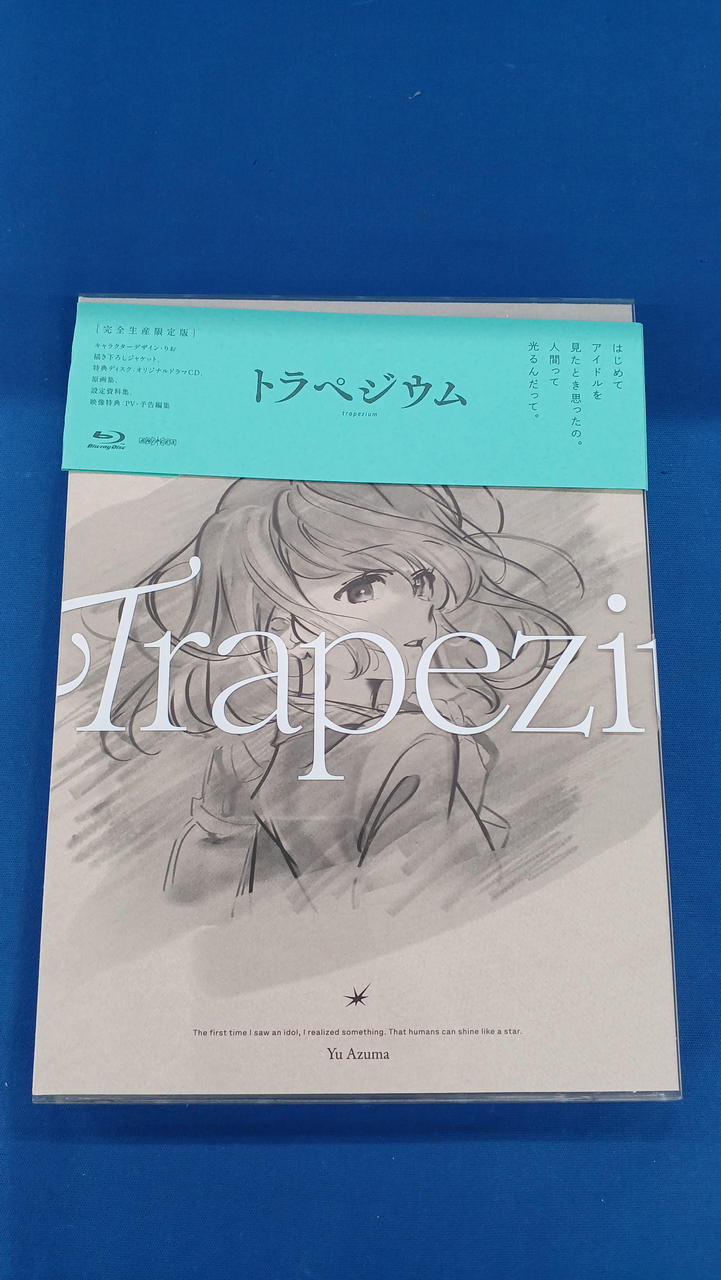 [完全生産限定版]
キャラクターデザイン・りお
描き下ろしジャケット、
特典ディスク:オリジナルドラマCD、
原画集、
設定資料集、
映像特典:PV・予告編集
Blu-ray Disc
トラペジウム
trapezium
はじめて
アイドルを
見たとき思ったの。
人間って
光るんだって。
Trapezi
The first time I saw an idol, I realized something. That humans can shine like a star.
Yu Azuma